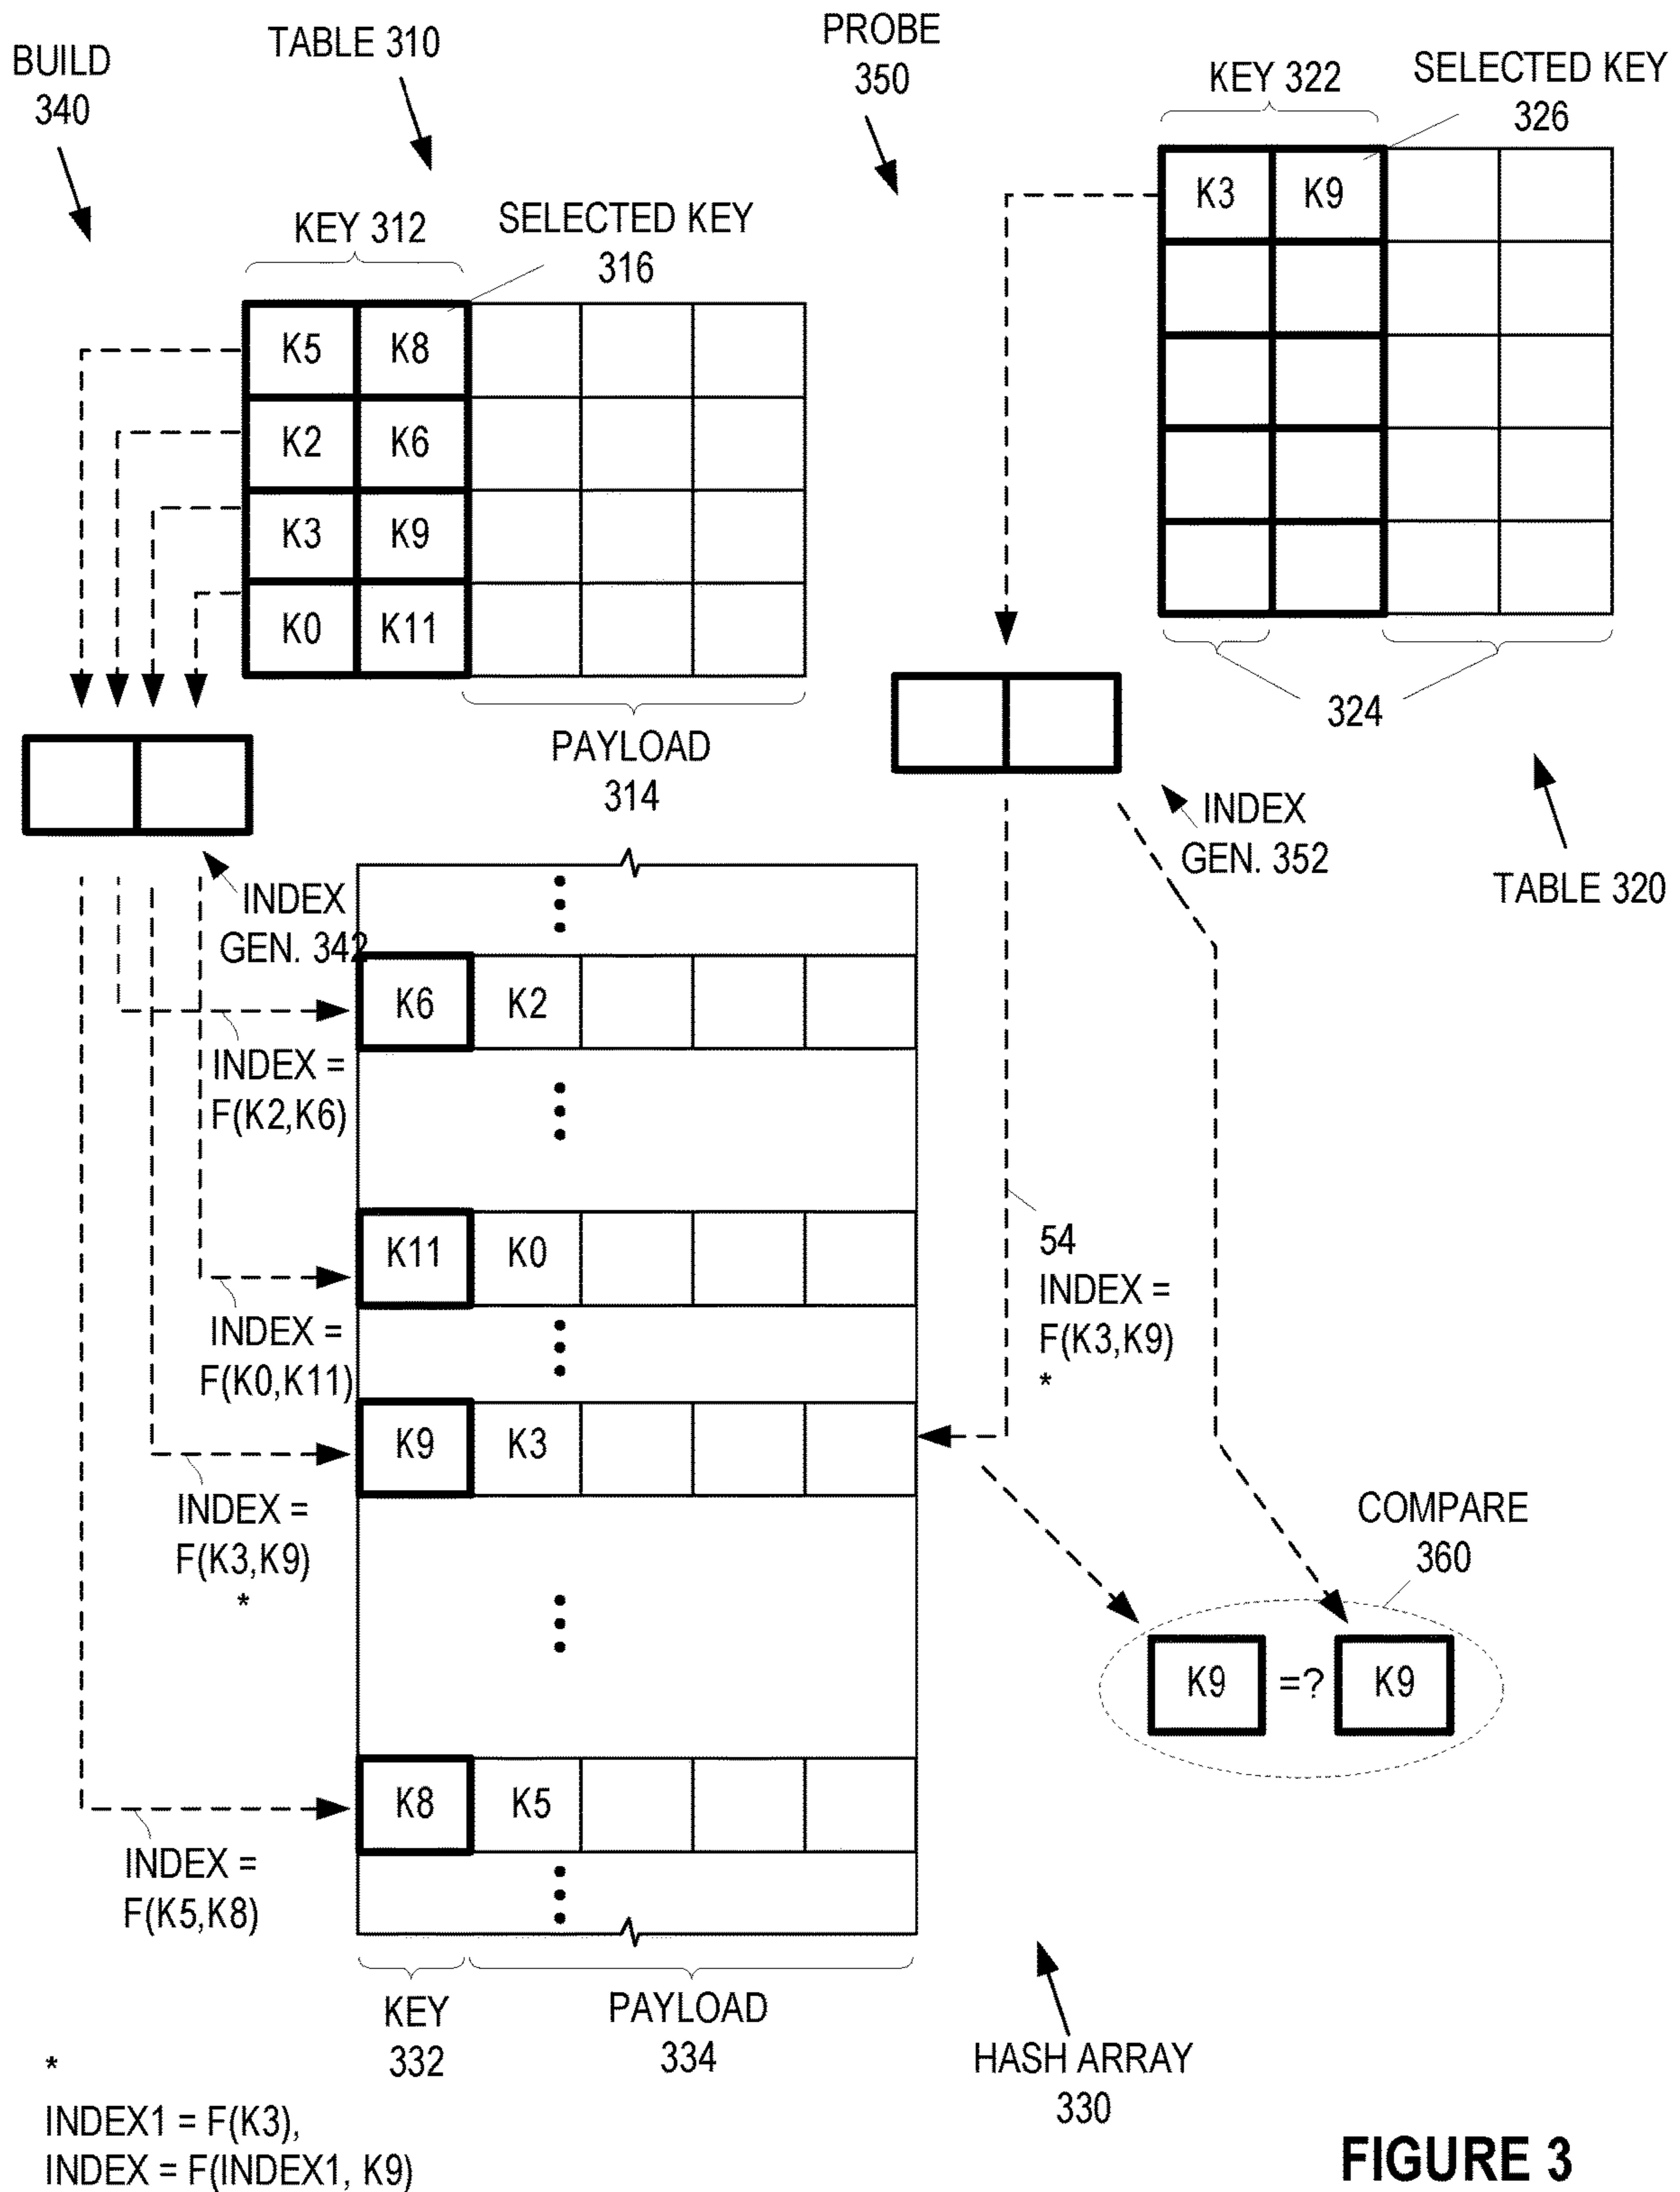 BUILD
340
TABLE 310
PROBE
350
KEY 322
SELECTED KEY
326
K3 K9
KEY 312
SELECTED KEY
316
K5 K8
K2 K6
K3 K9
K0 K11
PAYLOAD
314
324
INDEX
GEN. 352
TABLE 320
INDEX
GEN. 342
K6 K2
INDEX =
F(K2,K6)
K11 K0
INDEX =
F(K0,K11)
54
INDEX =
F(K3,K9)
*
K9 K3
INDEX =
F(K3,K9)
*
COMPARE
360
K9 =? K9
K8 K5
INDEX =
F(K5,K8)
KEY
332
PAYLOAD
334
HASH ARRAY
330
*
INDEX1 = F(K3),
INDEX = F(INDEX1, K9)
FIGURE 3